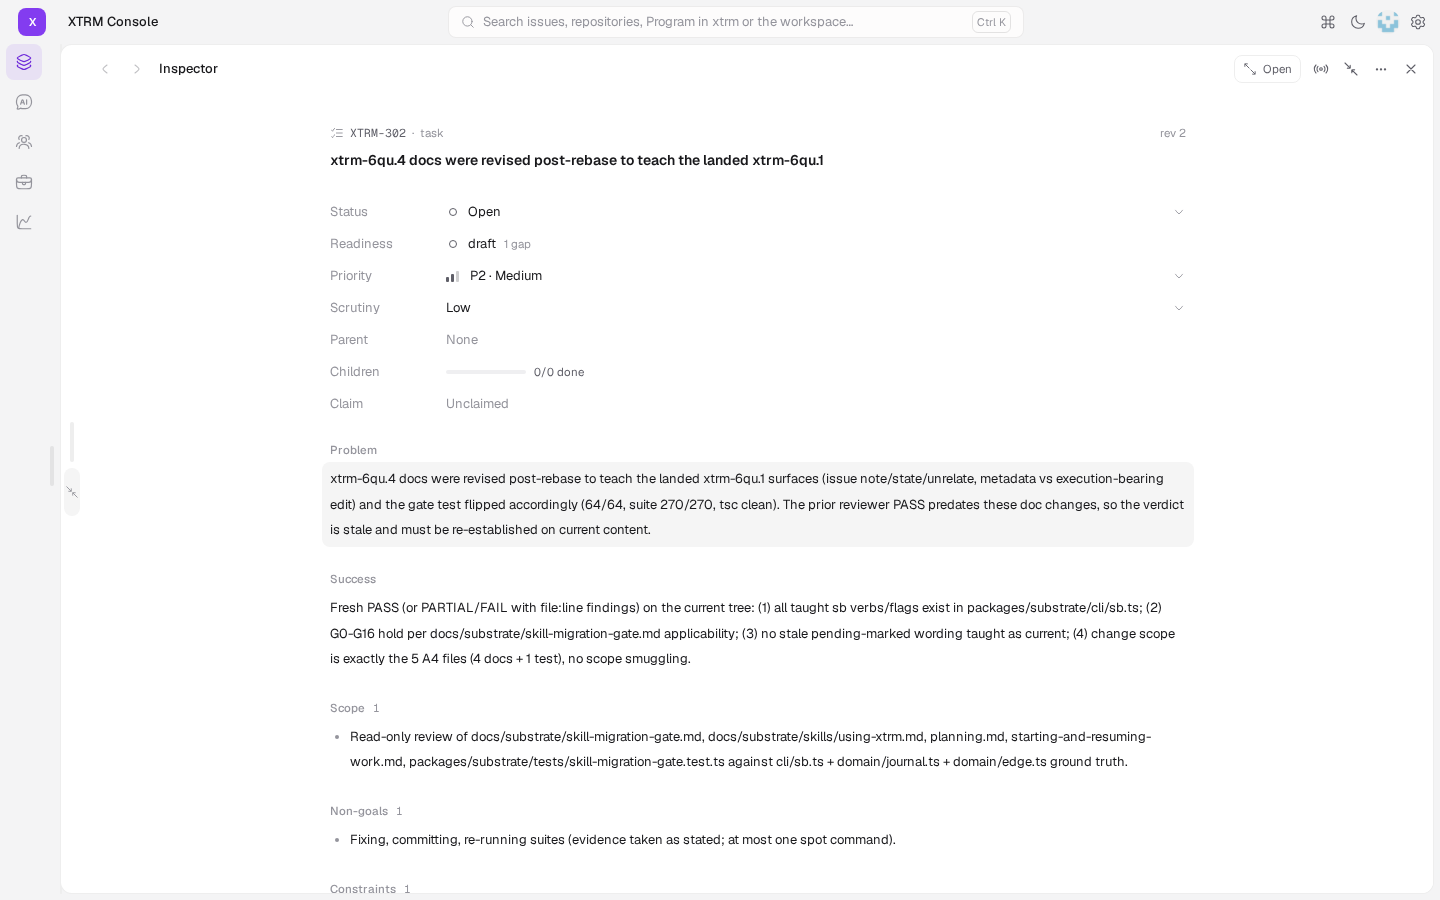 X
XTRM Console
Search issues, repositories, Program in xtrm or the workspace...
Ctrl K
AI
Inspector
Open
XTRM-302 · task
rev 2
xtrm-6qu.4 docs were revised post-rebase to teach the landed xtrm-6qu.1
Status
Open
Readiness
draft 1 gap
Priority
P2 · Medium
Scrutiny
Low
Parent
None
Children
0/0 done
Claim
Unclaimed
Problem
xtrm-6qu.4 docs were revised post-rebase to teach the landed xtrm-6qu.1 surfaces (issue note/state/unrelate, metadata vs execution-bearing
edit) and the gate test flipped accordingly (64/64, suite 270/270, tsc clean). The prior reviewer PASS predates these doc changes, so the verdict
is stale and must be re-established on current content.
Success
Fresh PASS (or PARTIAL/FAIL with file:line findings) on the current tree: (1) all taught sb verbs/flags exist in packages/substrate/cli/sb.ts; (2)
G0-G16 hold per docs/substrate/skill-migration-gate.md applicability; (3) no stale pending-marked wording taught as current; (4) change scope
is exactly the 5 A4 files (4 docs + 1 test), no scope smuggling.
Scope 1
• Read-only review of docs/substrate/skill-migration-gate.md, docs/substrate/skills/using-xtrm.md, planning.md, starting-and-resuming-
work.md, packages/substrate/tests/skill-migration-gate.test.ts against cli/sb.ts + domain/journal.ts + domain/edge.ts ground truth.
Non-goals 1
• Fixing, committing, re-running suites (evidence taken as stated; at most one spot command).
Constraints 1